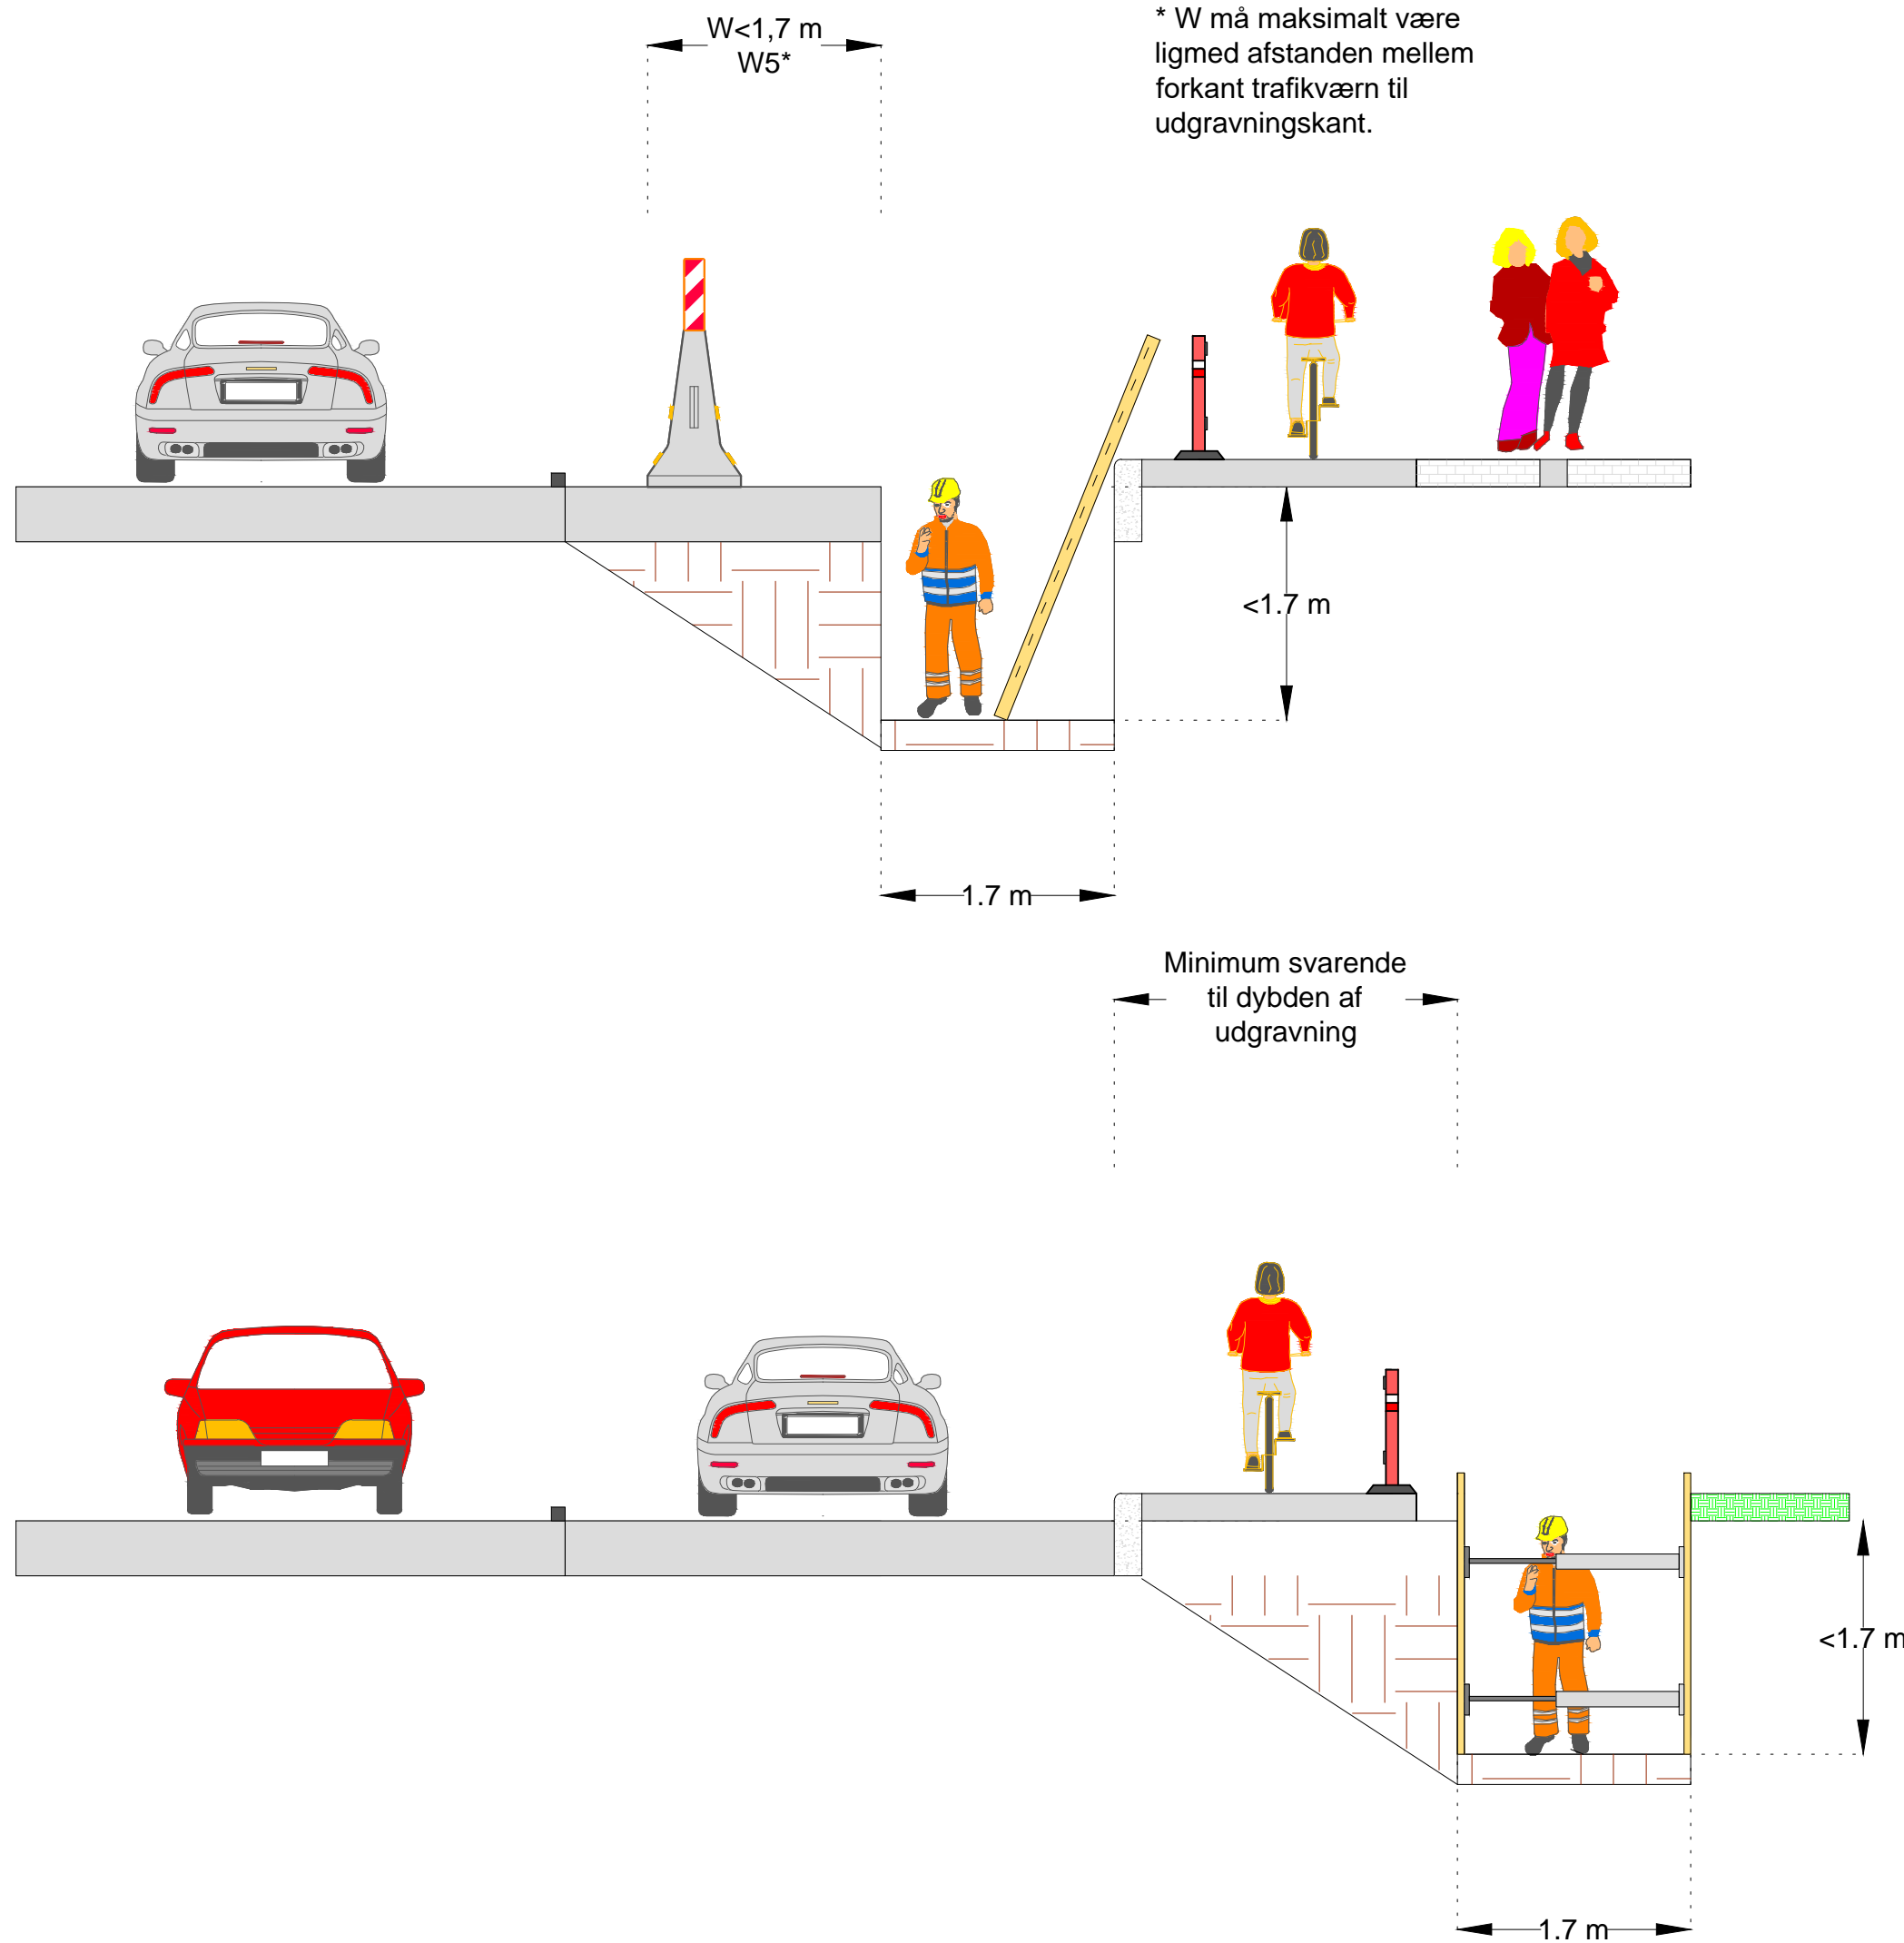 W<1,7 m
W5*
* W må maksimalt være
ligmed afstanden mellem
forkant trafikværn til
udgravningskant.
<1.7 m
1.7 m
Minimum svarende
til dybden af
udgravning
<1.7 m
1.7 m